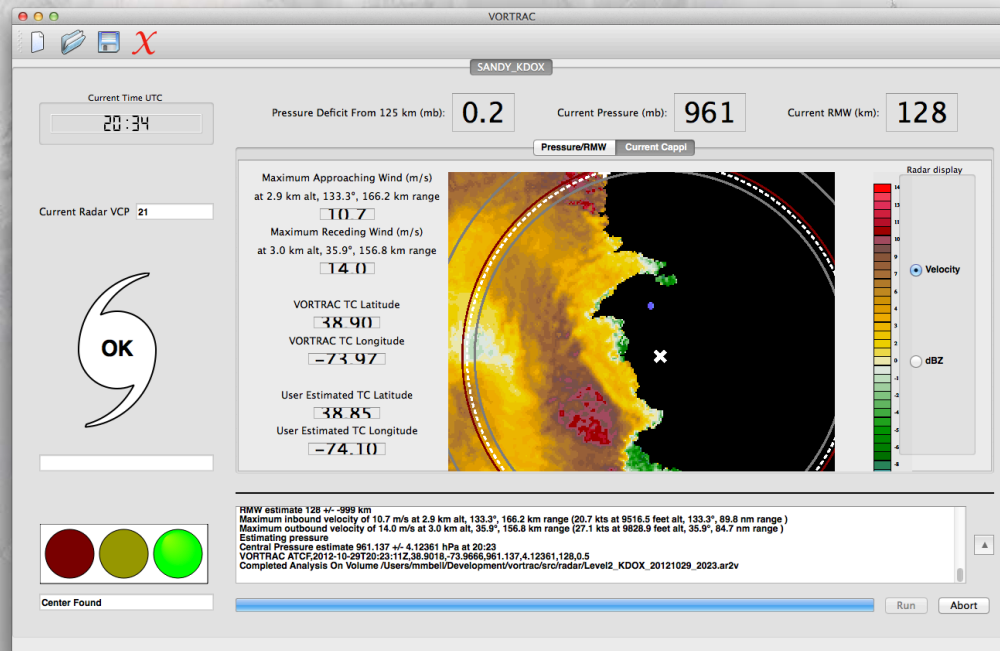 VORTRAC
X
SANDY_KDOX
Current Time UTC
20:34
Pressure Deficit From 125 km (mb): 0.2 Current Pressure (mb): 961 Current RMW (km): 128
Pressure/RMW Current Cappi
Current Radar VCP 21
Maximum Approaching Wind (m/s)
at 2.9 km alt, 133.3°, 166.2 km range
10.7
Maximum Receding Wind (m/s)
at 3.0 km alt, 35.9°, 156.8 km range
14.0
VORTRAC TC Latitude
38.90
VORTRAC TC Longitude
-73.97
User Estimated TC Latitude
38.85
User Estimated TC Longitude
-74.10
Radar display
Velocity
dBZ
OK
RMW estimate 128 +/- -999 km
Maximum inbound velocity of 10.7 m/s at 2.9 km alt, 133.3°, 166.2 km range (20.7 kts at 9516.5 feet alt, 133.3°, 89.8 nm range )
Maximum outbound velocity of 14.0 m/s at 3.0 km alt, 35.9°, 156.8 km range (27.1 kts at 9828.9 feet alt, 35.9°, 84.7 nm range )
Estimating pressure
Central Pressure estimate 961.137 +/- 4.12361 hPa at 20:23
VORTRAC ATCF,2012-10-29T20:23:11Z,38.9018,-73.9666,961.137,4.12361,128,0.5
Completed Analysis On Volume /Users/mmbell/Development/vortrac/src/radar/Level2_KDOX_20121029_2023.ar2v
Center Found
Run Abort